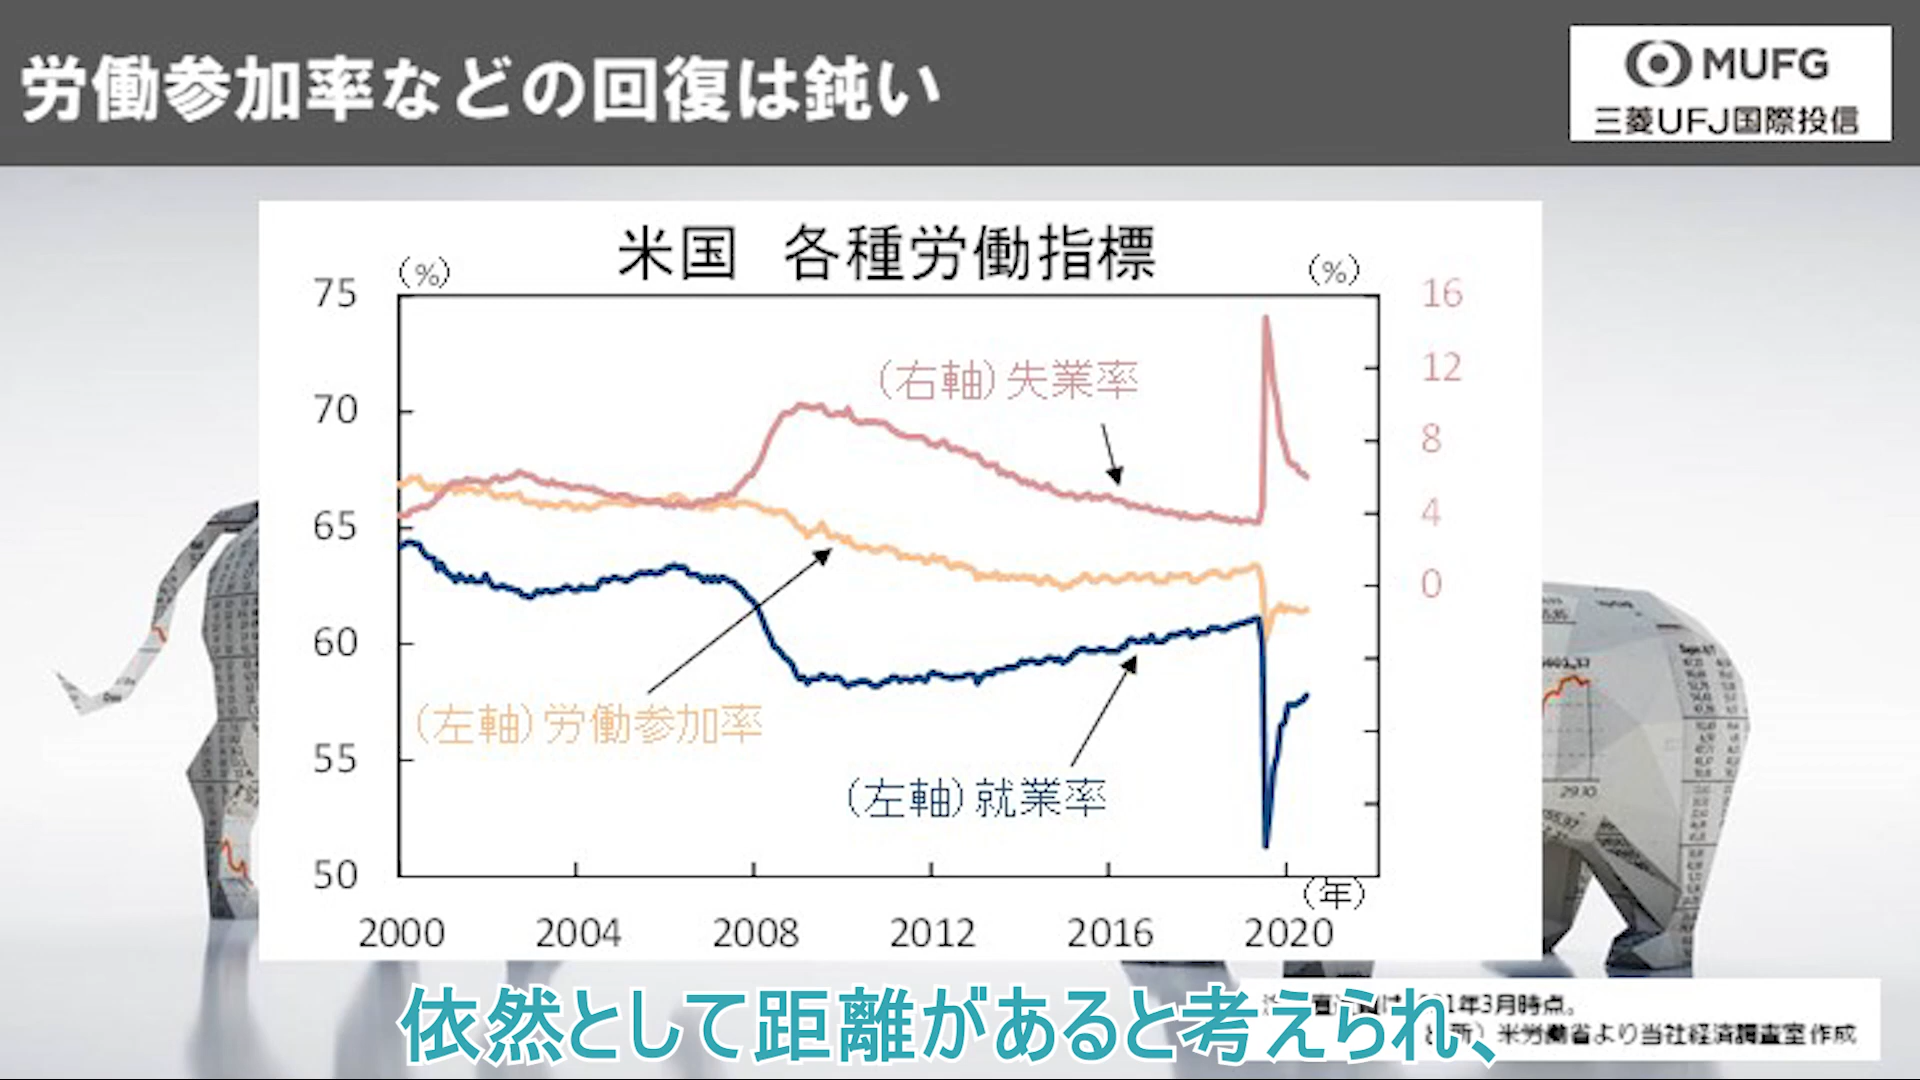 労働参加率などの回復は鈍い
MUFG
三菱UFJ国際投信
米国 各種労働指標
(%)
(%)
75
70
65
60
55
50
16
12
8
4
0
(右軸)失業率
(左軸)労働参加率
(左軸)就業率
(年)
2000
2004
2008
2012
2016
2020
年3月時点。
米労働省より当社経済調査室作成
依然として距離があると考えられ、